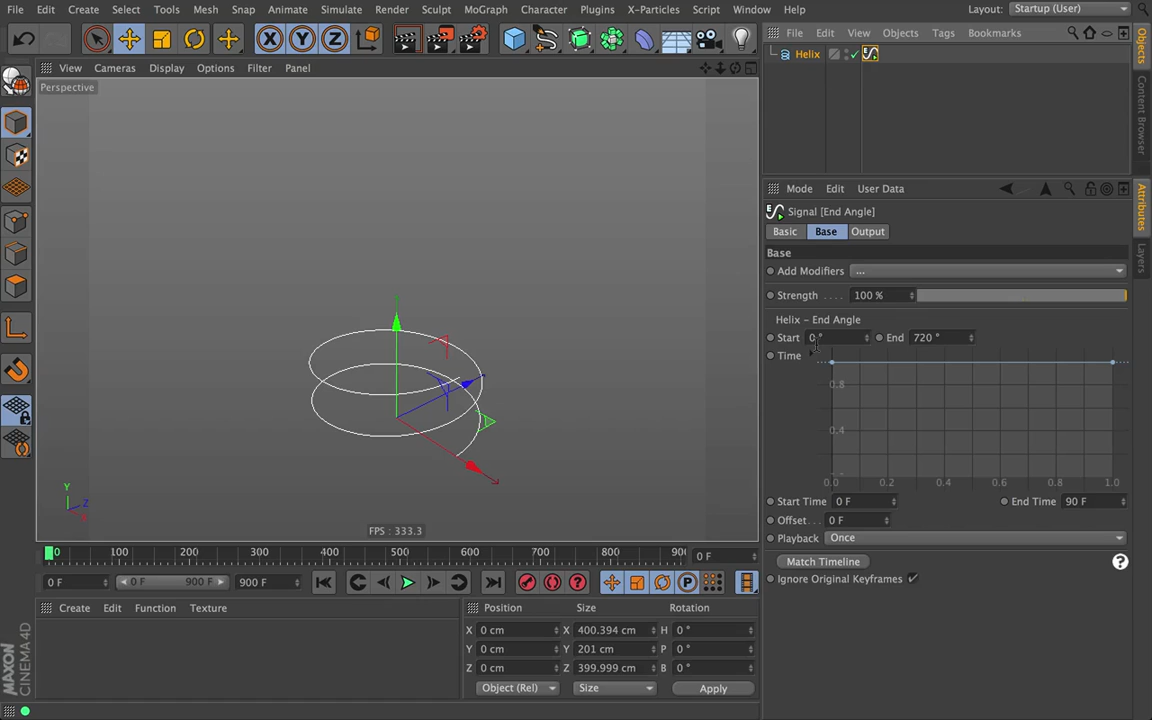 File Edit Select Tools Mesh Snap Animate Simulate Render Sculpt MoGraph Character Plugins X-Particles Script Window Help Layout: Startup (User)
File Edit View Objects Tags Bookmarks
View Cameras Display Options Filter Panel
Helix
Perspective
Objects
Content Browser
Mode Edit User Data
Attributes
Layers
Signal [End Angle]
Basic Base Output
Base
Add Modifiers ...
Strength .... 100 %
Helix - End Angle
Start 0 ° End 720 °
Time
0.8
0.4
0.0 0.2 0.4 0.6 0.8 1.0
Start Time 0 F End Time 90 F
Offset... 0 F
Playback Once
Match Timeline
Ignore Original Keyframes
X Y Z
Y
Z
X
FPS : 333.3
0 100 200 300 400 500 600 700 800 90 0 F
0 F 0 F 900 F 900 F
Create Edit Function Texture
Position Size Rotation
X 0 cm X 400.394 cm H 0 °
Y 0 cm Y 201 cm P 0 °
Z 0 cm Z 399.999 cm B 0 °
Object (Rel) Size Apply
MAXON
CINEMA 4D